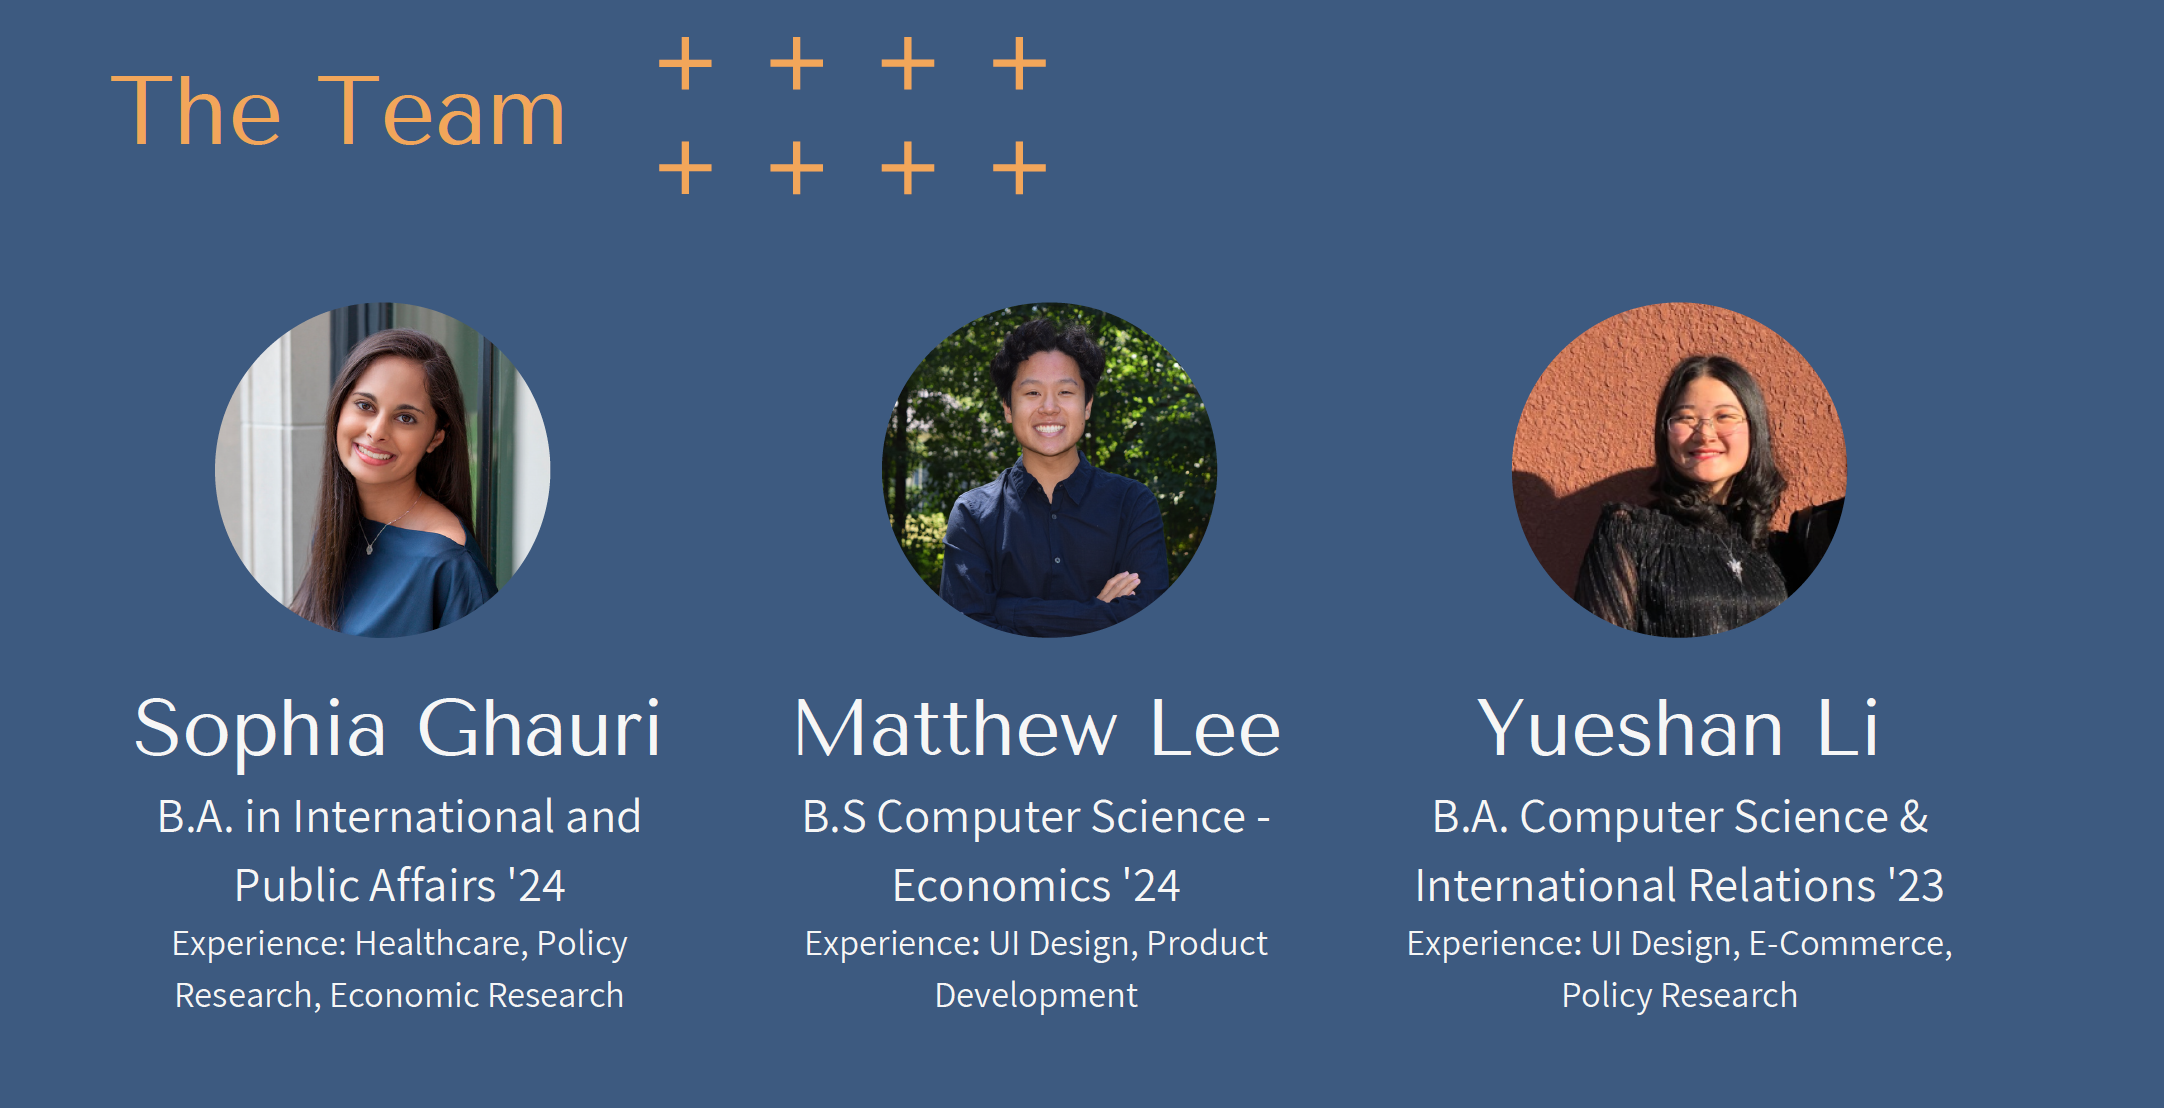 The Team
Sophia Ghauri
B.A. in International and
Public Affairs '24
Experience: Healthcare, Policy
Research, Economic Research
Matthew Lee
B.S Computer Science -
Economics '24
Experience: UI Design, Product
Development
Yueshan Li
B.A. Computer Science &
International Relations '23
Experience: UI Design, E-Commerce,
Policy Research